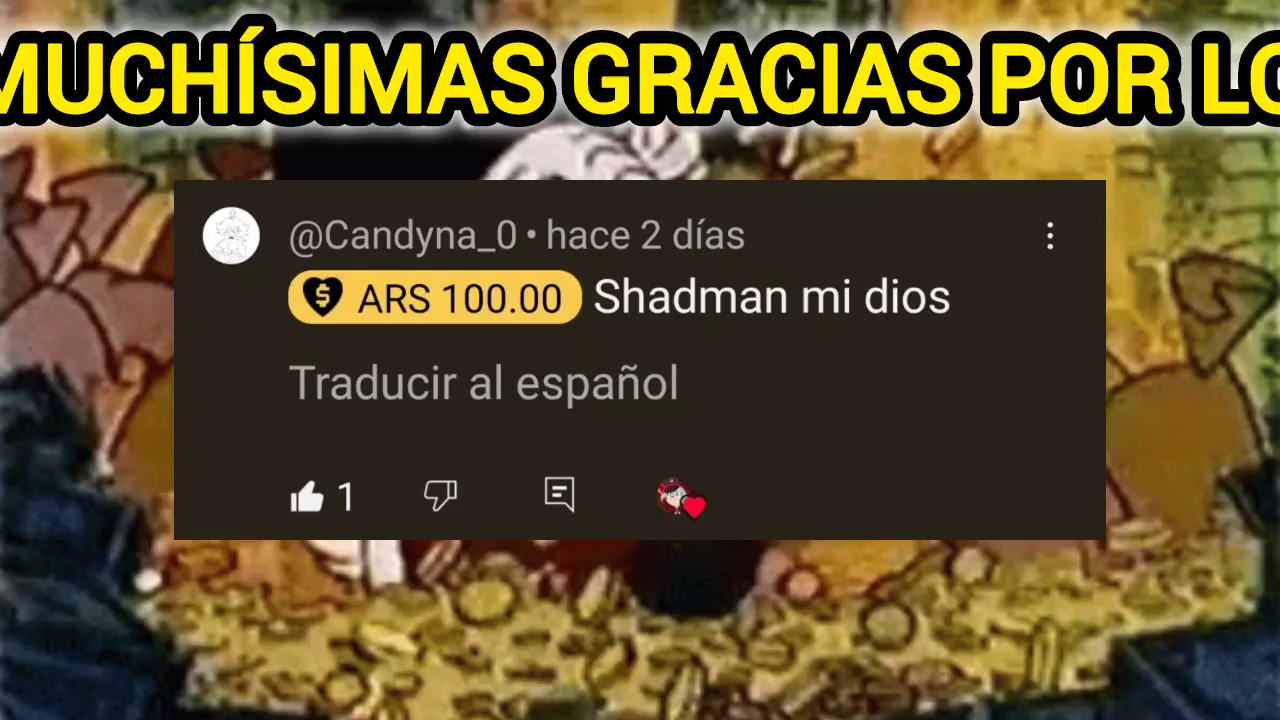 MUCHÍSIMAS GRACIAS POR LO
@Candyna_0 • hace 2 días
$ ARS 100.00 Shadman mi dios
Traducir al español
1